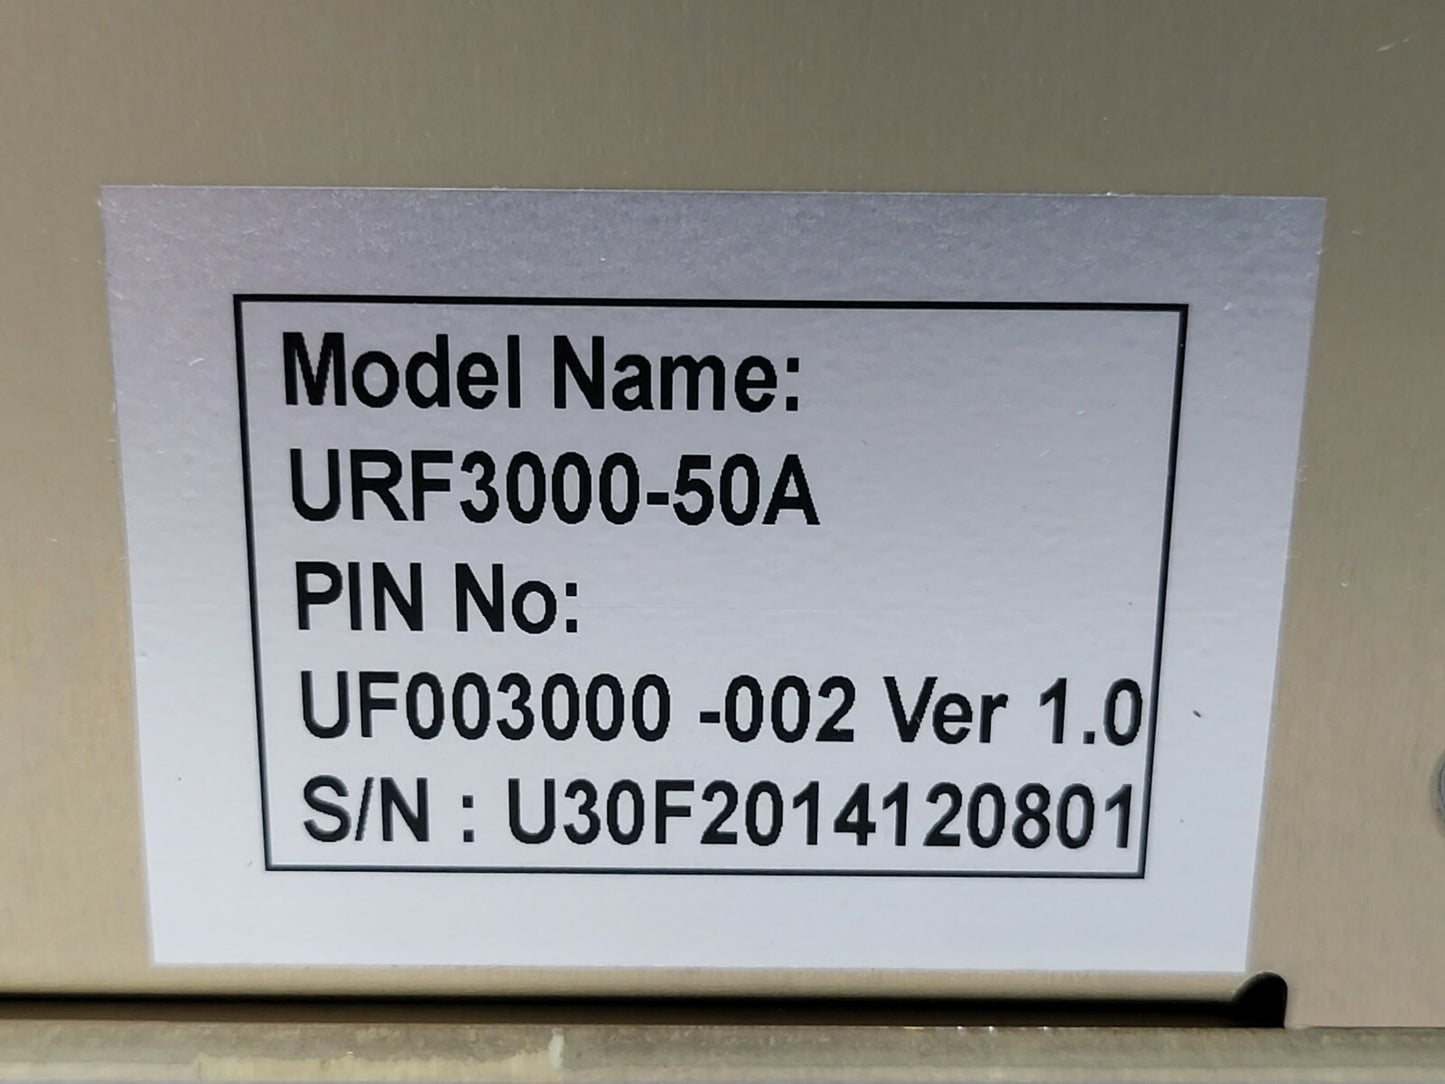 Model Name:
URF3000-50A
PIN No:
UF003000 -002 Ver 1.0
S/N : U30F2014120801